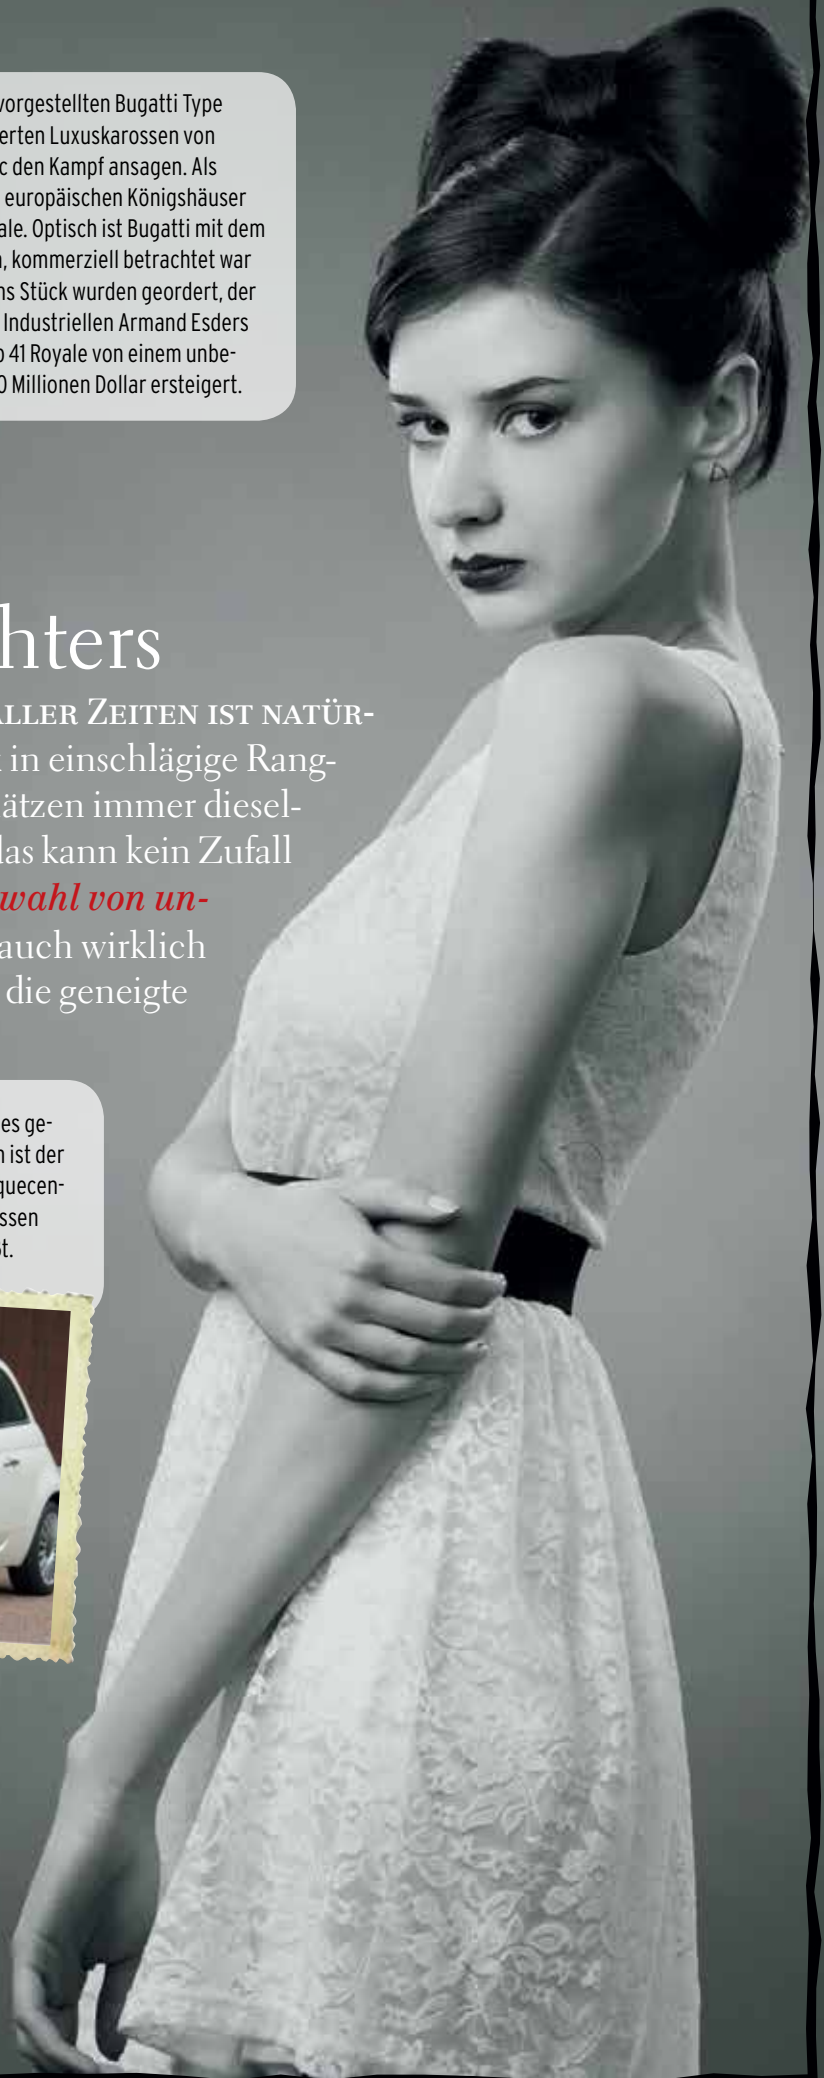 vorgestellten Bugatti Type
erten Luxuskarossen von
c den Kampf ansagen. Als
europäischen Königshäuser
ale. Optisch ist Bugatti mit dem
, kommerziell betrachtet war
ns Stück wurden geordert, der
Industriellen Armand Esders
41 Royale von einem unbe-
0 Millionen Dollar ersteigert.
hters
ALLER ZEITEN IST NATÜR-
in einschlägige Rang-
ätzen immer diesel-
das kann kein Zufall
wahl von un-
auch wirklich
die geneigte
es ge-
n ist der
quecen-
ssen
st.